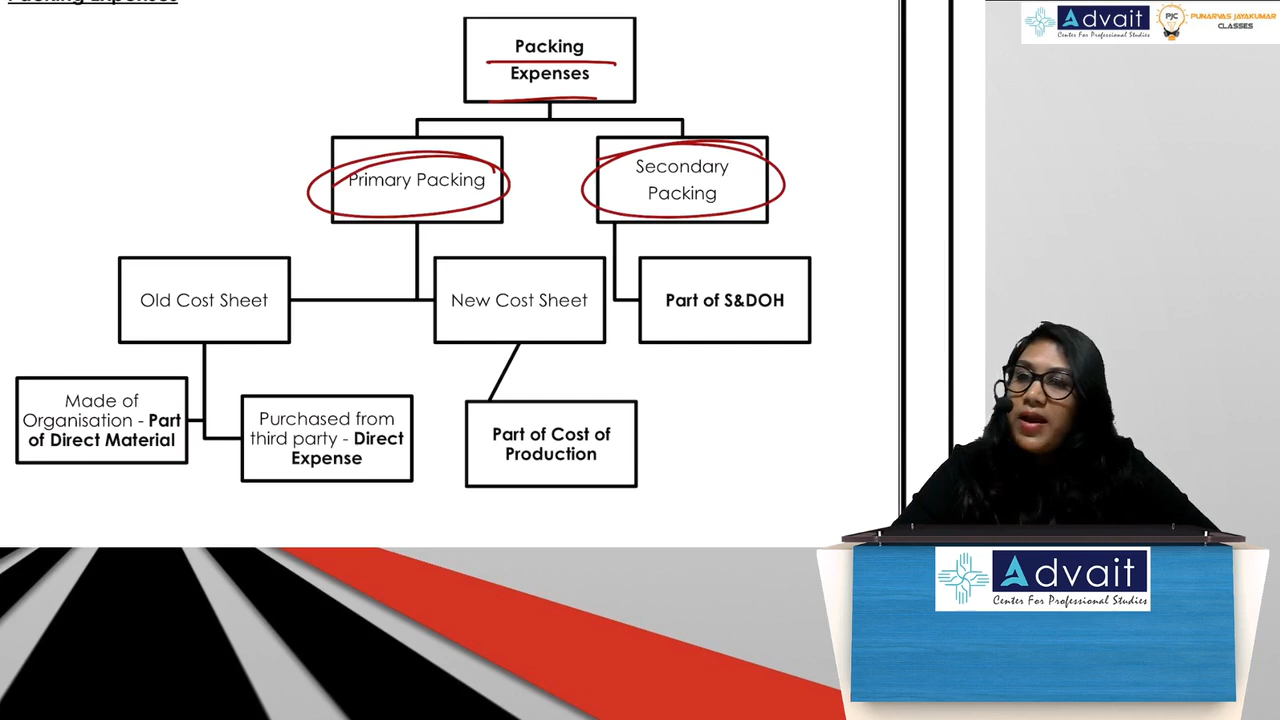 Packing Expenses
Advait
Center For Professional Studies
PJC
PUNARVAS JAYAKUMAR
CLASSES
Packing
Expenses
Primary Packing
Secondary
Packing
Old Cost Sheet
New Cost Sheet
Part of S&DOH
Made of
Organisation - Part
of Direct Material
Purchased from
third party - Direct
Expense
Part of Cost of
Production
Advait
Center For Professional Studies